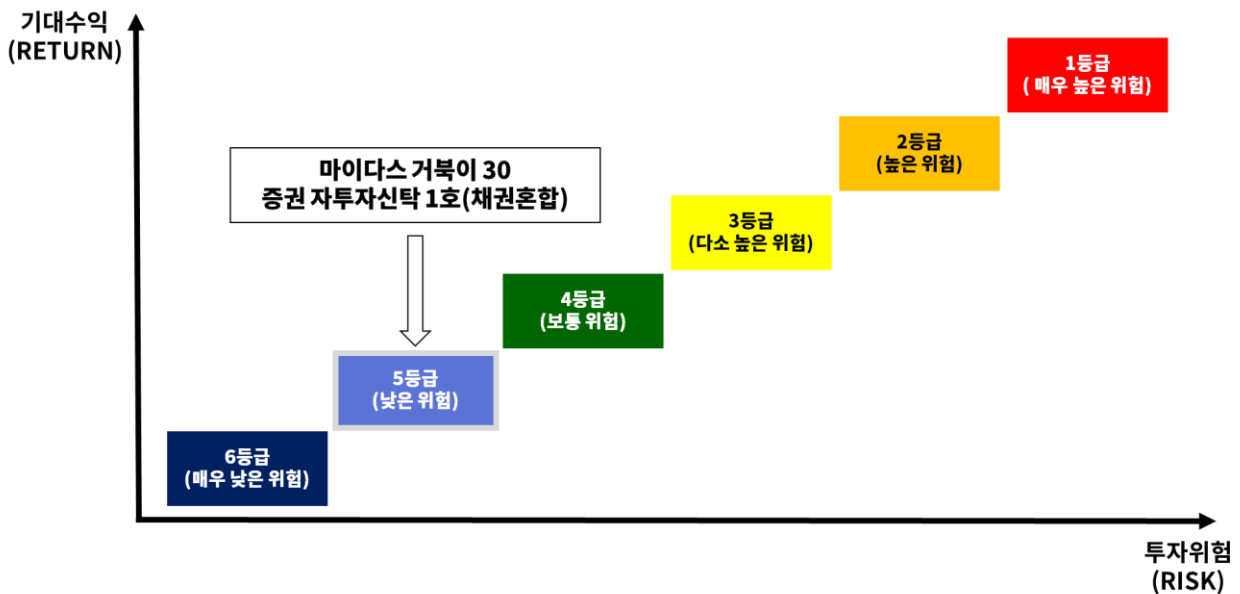 기대수익
(RETURN)
1등급
( 매우 높은 위험)
2등급
(높은 위험)
마이다스 거북이 30
증권 자투자신탁 1호(채권혼합)
3등급
(다소 높은 위험)
4등급
(보통 위험)
5등급
(낮은 위험)
6등급
(매우 낮은 위험)
투자위험
(RISK)